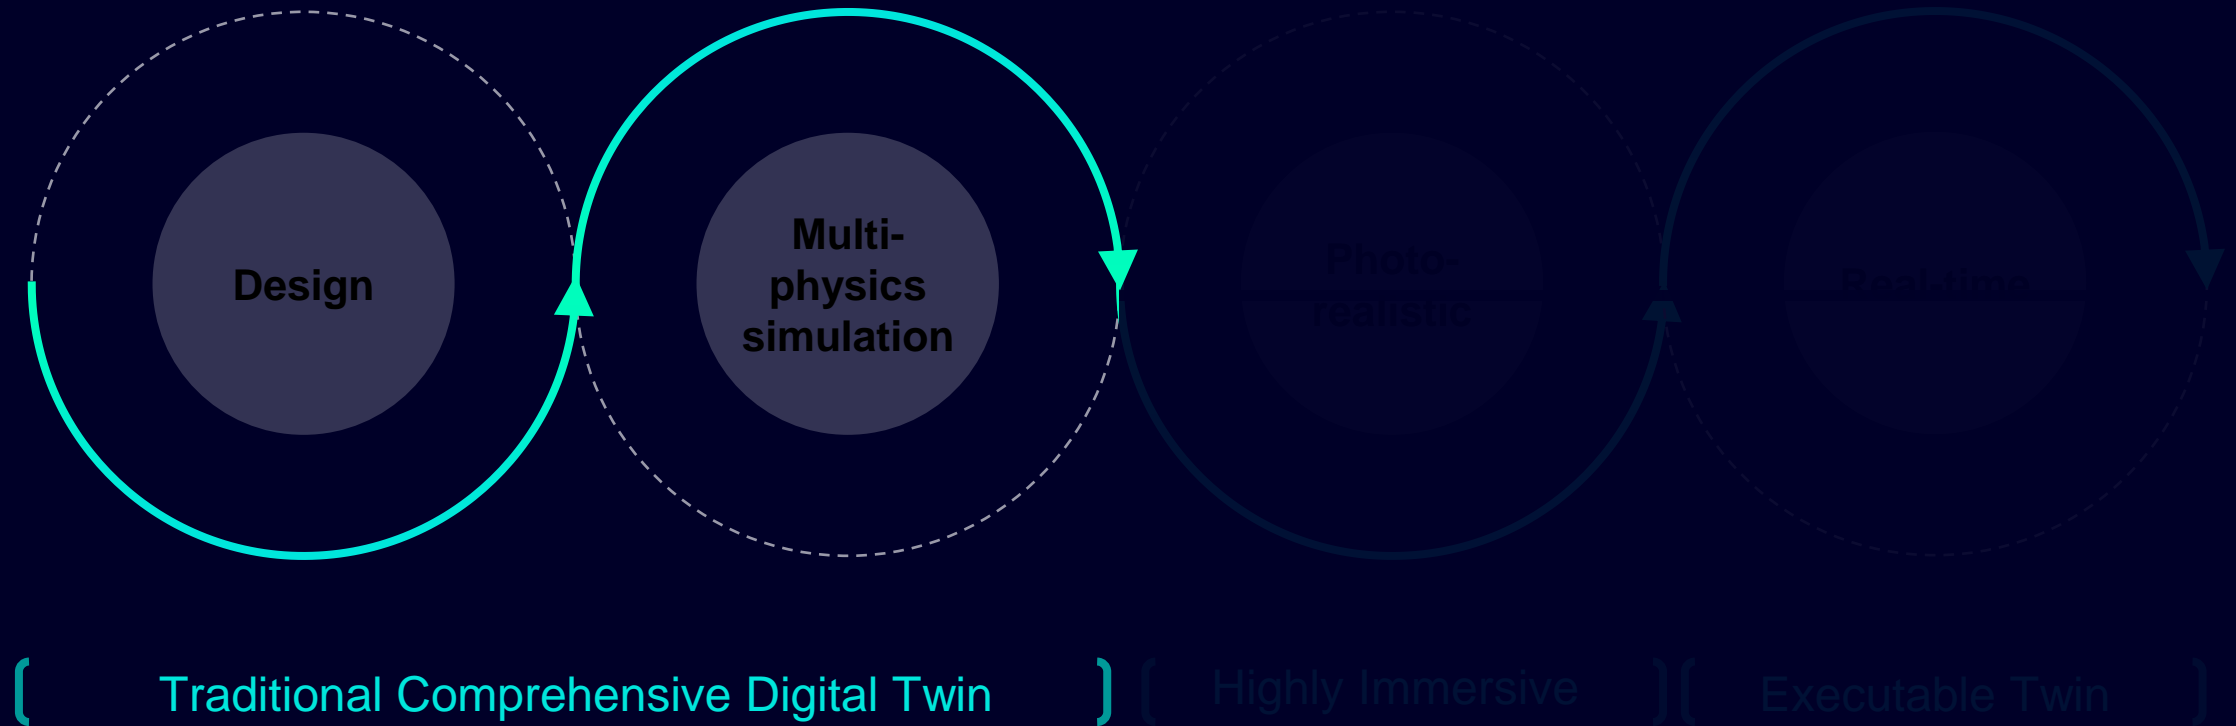 Design
Multi-
physics
simulation
Photo-
realistic
Real-time
Traditional Comprehensive Digital Twin
Highly Immersive
Executable Twin